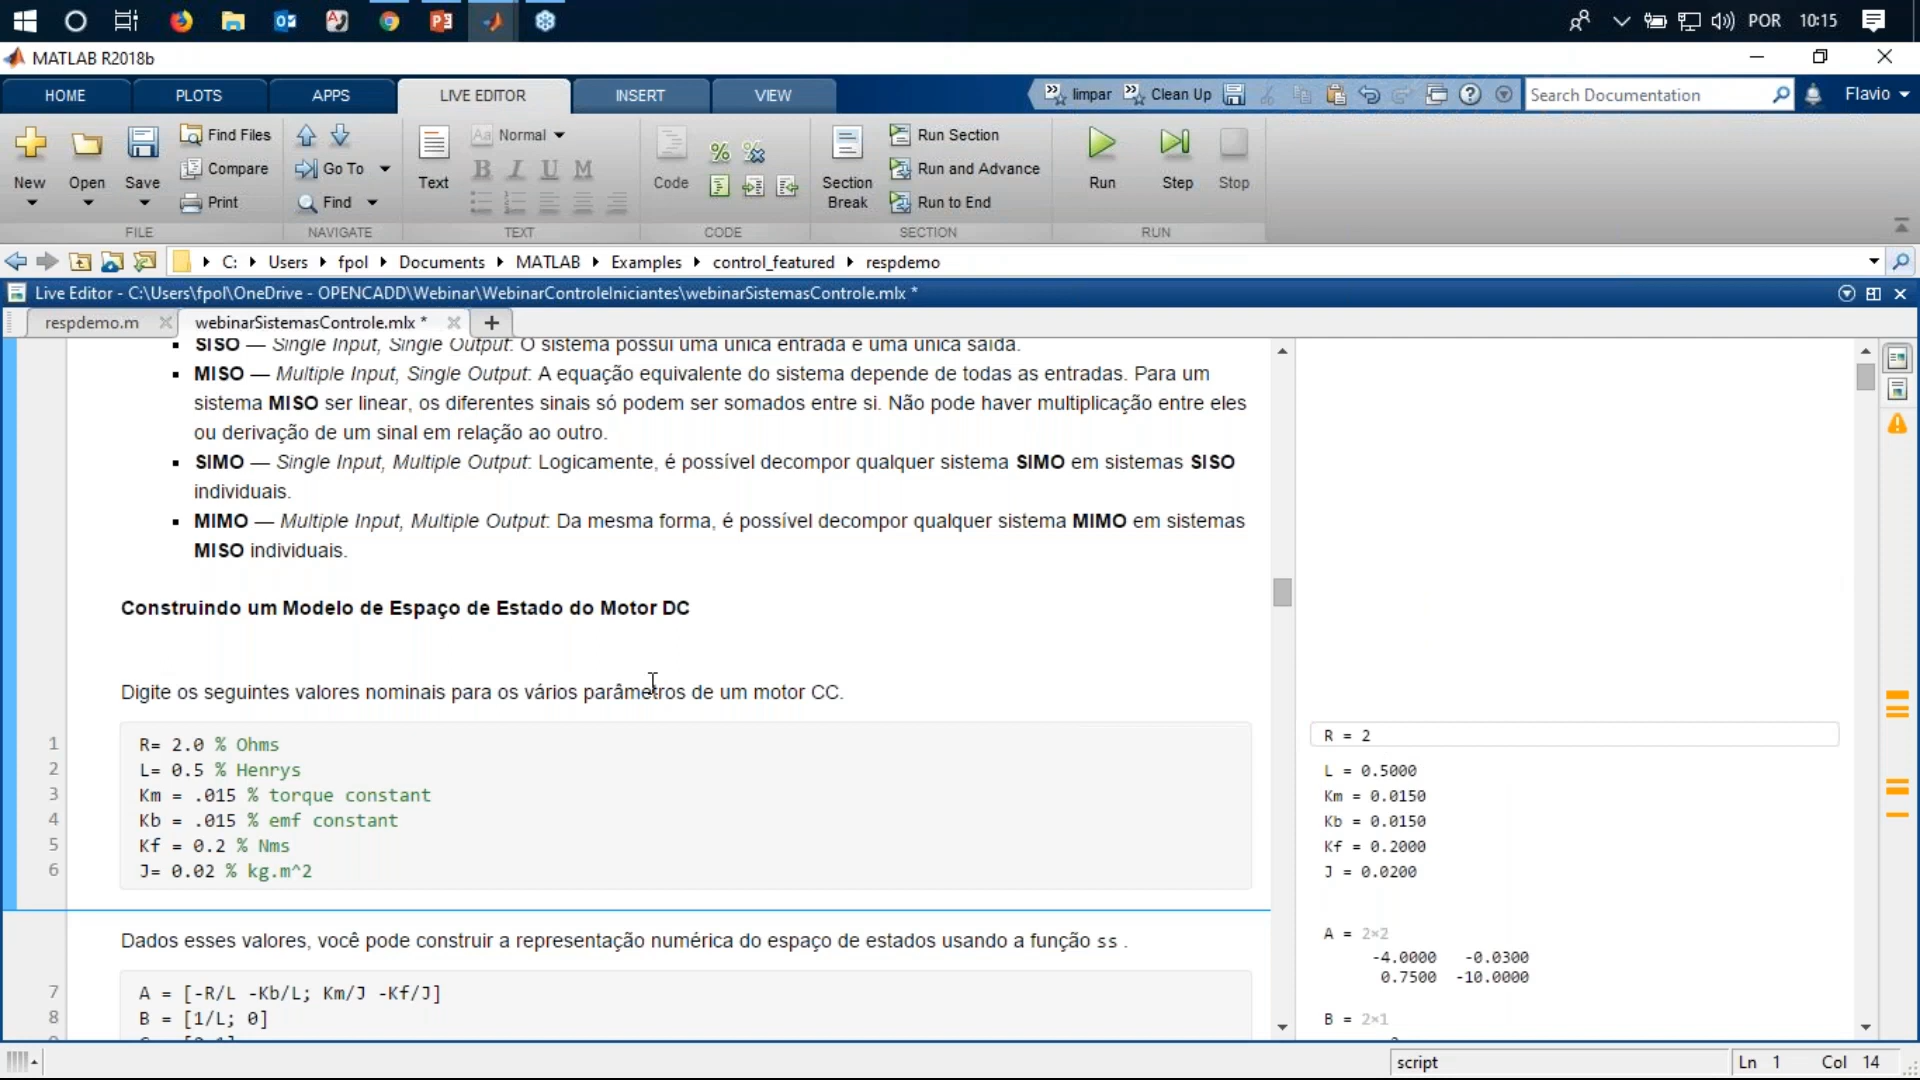 POR 10:15
MATLAB R2018b
HOME PLOTS APPS LIVE EDITOR INSERT VIEW limpar Clean Up Search Documentation Flavio
New Open Save Find Files Compare Print Go To Find Text Normal B I U M Code Section Break Run Section Run and Advance Run to End Run Step Stop
FILE NAVIGATE TEXT CODE SECTION RUN
C: Users fpol Documents MATLAB Examples control_featured respdemo
Live Editor - C:\Users\fpol\OneDrive - OPENCADD\Webinar\WebinarControleIniciantes\webinarSistemasControle.mlx *
respdemo.m webinarSistemasControle.mlx *
SISO — Single Input, Single Output: O sistema possui uma única entrada e uma única saída.
MISO — Multiple Input, Single Output: A equação equivalente do sistema depende de todas as entradas. Para um
sistema MISO ser linear, os diferentes sinais só podem ser somados entre si. Não pode haver multiplicação entre eles
ou derivação de um sinal em relação ao outro.
SIMO — Single Input, Multiple Output: Logicamente, é possível decompor qualquer sistema SIMO em sistemas SISO
individuais.
MIMO — Multiple Input, Multiple Output: Da mesma forma, é possível decompor qualquer sistema MIMO em sistemas
MISO individuais.
Construindo um Modelo de Espaço de Estado do Motor DC
Digite os seguintes valores nominais para os vários parâmetros de um motor CC.
1 R= 2.0 % Ohms
2 L= 0.5 % Henrys
3 Km = .015 % torque constant
4 Kb = .015 % emf constant
5 Kf = 0.2 % Nms
6 J= 0.02 % kg.m^2
Dados esses valores, você pode construir a representação numérica do espaço de estados usando a função ss .
7 A = [-R/L -Kb/L; Km/J -Kf/J]
8 B = [1/L; 0]
R = 2
L = 0.5000
Km = 0.0150
Kb = 0.0150
Kf = 0.2000
J = 0.0200
A = 2×2
-4.0000 -0.0300
0.7500 -10.0000
B = 2×1
script Ln 1 Col 14